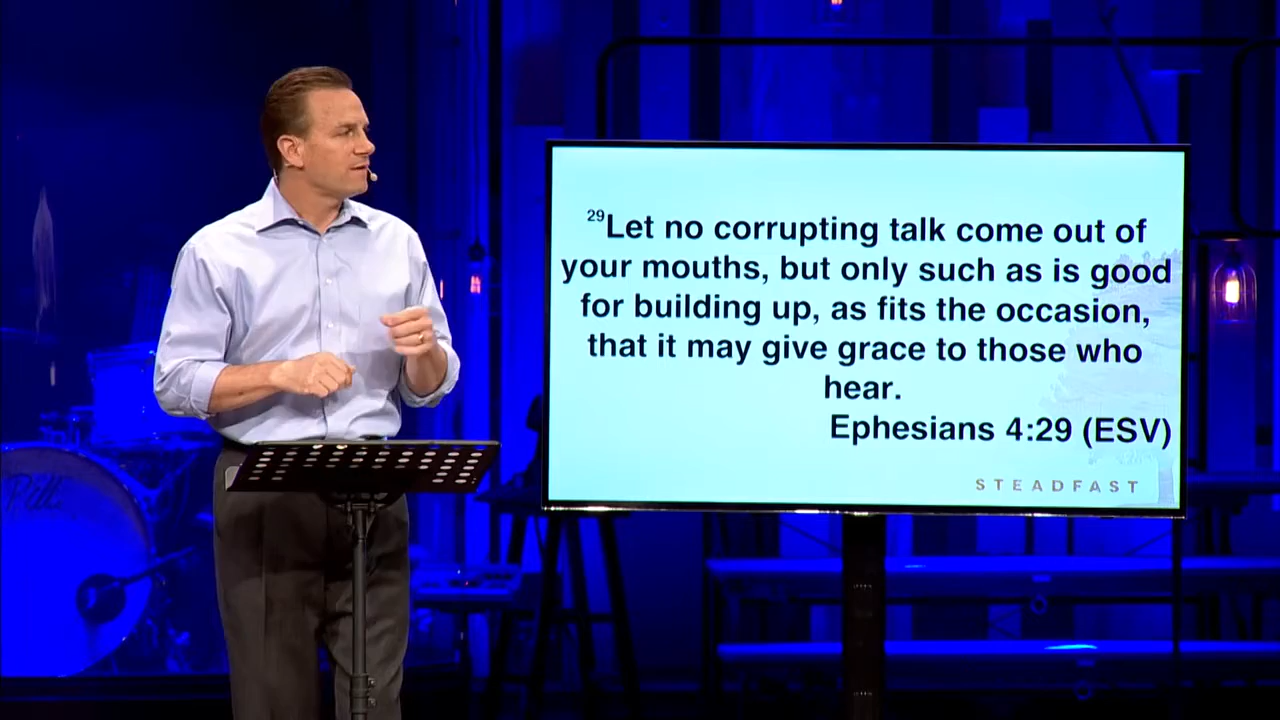 29Let no corrupting talk come out of
your mouths, but only such as is good
for building up, as fits the occasion,
that it may give grace to those who
hear.
Ephesians 4:29 (ESV)
STEADFAST